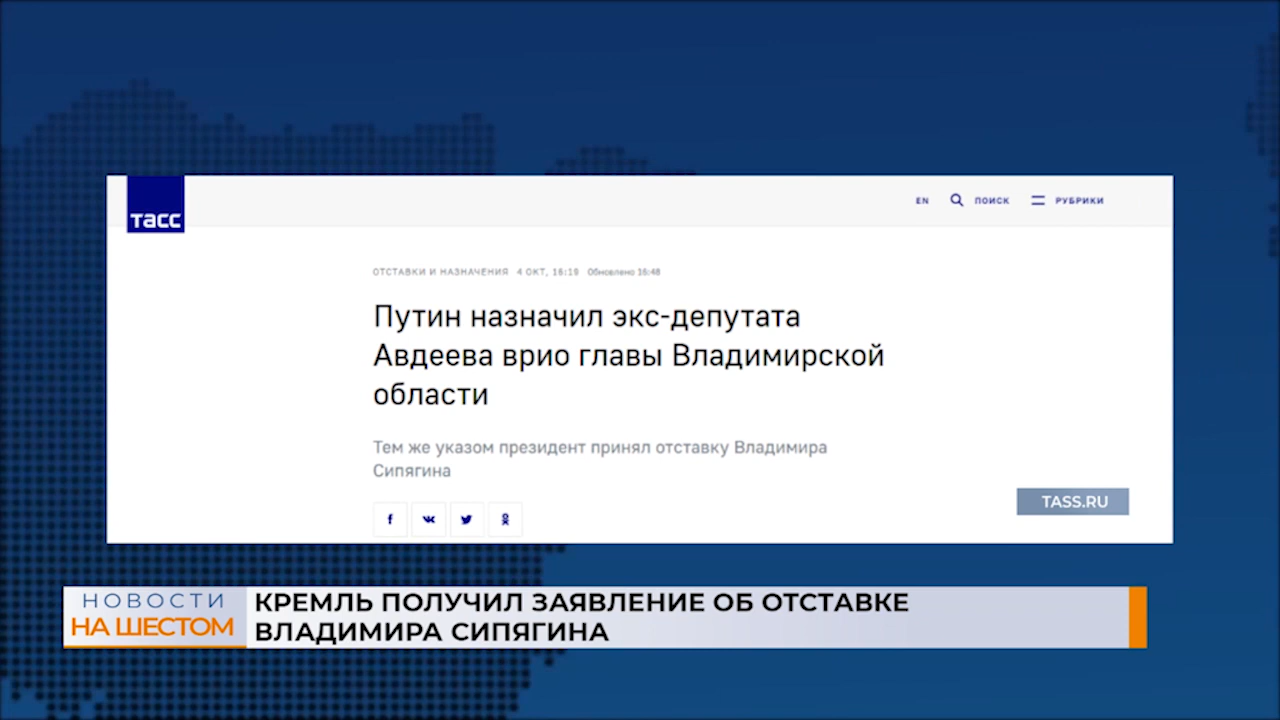 тасс
EN ПОИСК РУБРИКИ
ОТСТАВКИ И НАЗНАЧЕНИЯ 4 ОКТ, 16:19 Обновлено 16:48
Путин назначил экс-депутата
Авдеева врио главы Владимирской
области
Тем же указом президент принял отставку Владимира
Сипягина
TASS.RU
НОВОСТИ
НА ШЕСТОМ
КРЕМЛЬ ПОЛУЧИЛ ЗАЯВЛЕНИЕ ОБ ОТСТАВКЕ
ВЛАДИМИРА СИПЯГИНА